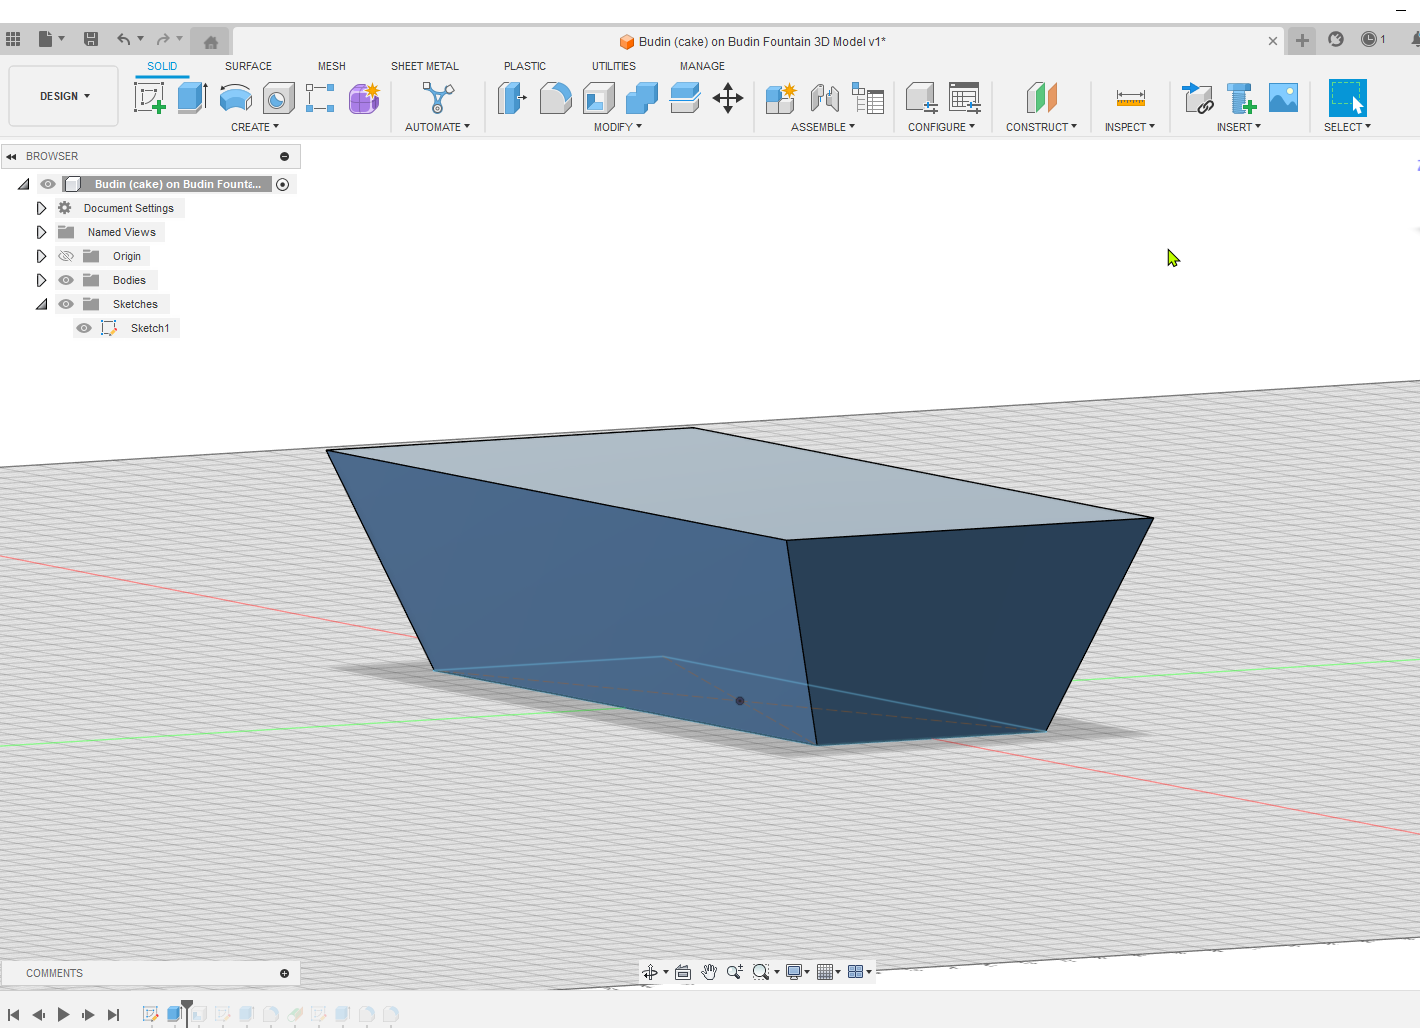 Budin (cake) on Budin Fountain 3D Model v1*
1
SOLID SURFACE MESH SHEET METAL PLASTIC UTILITIES MANAGE
DESIGN
CREATE AUTOMATE MODIFY ASSEMBLE CONFIGURE CONSTRUCT INSPECT INSERT SELECT
BROWSER
Budin (cake) on Budin Founta...
Document Settings
Named Views
Origin
Bodies
Sketches
Sketch1
COMMENTS